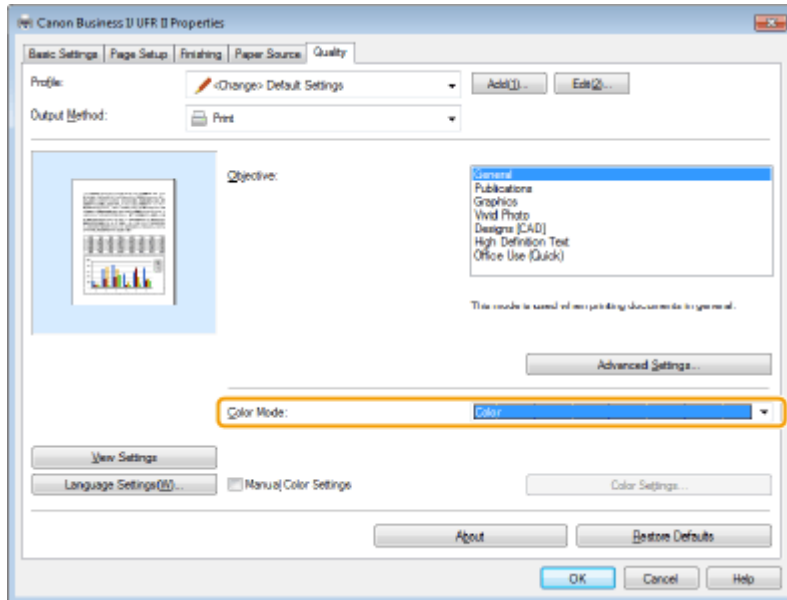 Canon Business IJ UFR II Properties
Basic Settings Page Setup Finishing Paper Source Quality
Profile: <Change> Default Settings Add(1)... Edit(2)...
Output Method: Print
Objective:
General
Publications
Graphics
Vivid Photo
Designs [CAD]
High Definition Text
Office Use (Quick)
This mode is used when printing documents in general.
Advanced Settings...
Color Mode: Color
View Settings
Language Settings(W)... Manual Color Settings Color Settings...
About Restore Defaults
OK Cancel Help